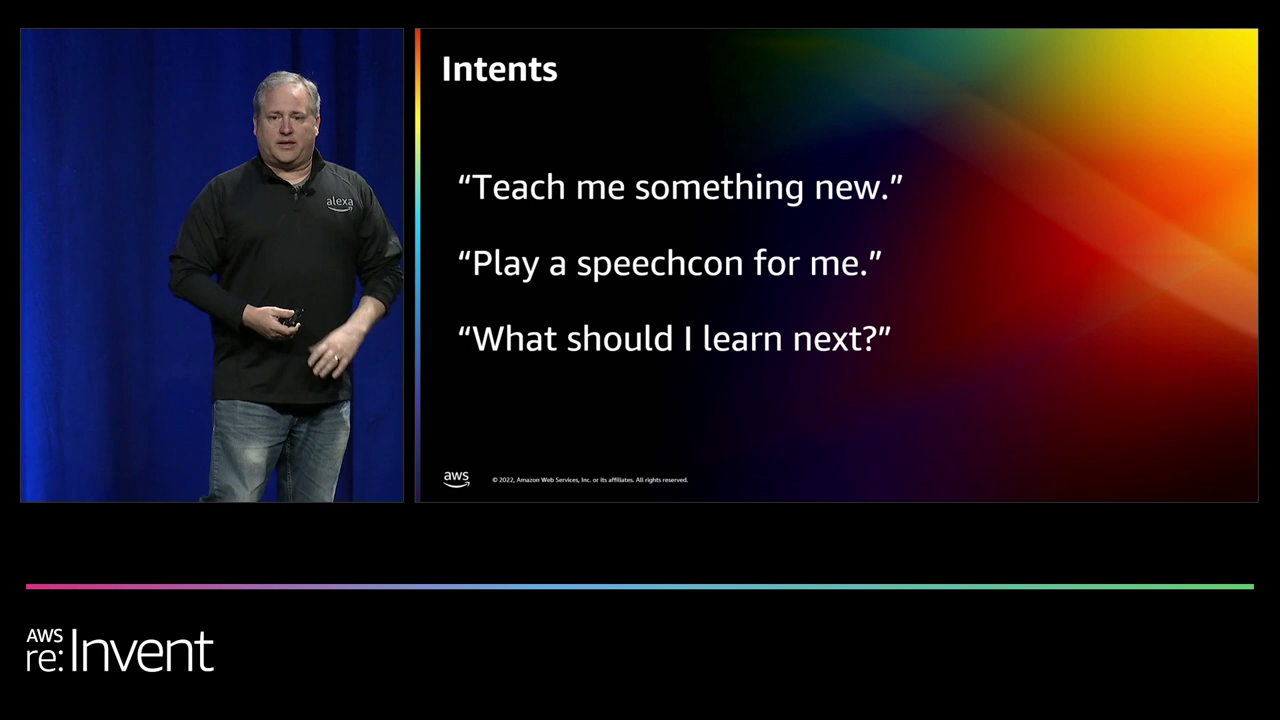 alexa
Intents
“Teach me something new.”
“Play a speechcon for me.”
“What should I learn next?”
aws
© 2022, Amazon Web Services, Inc. or its affiliates. All rights reserved.
AWS
re:Invent